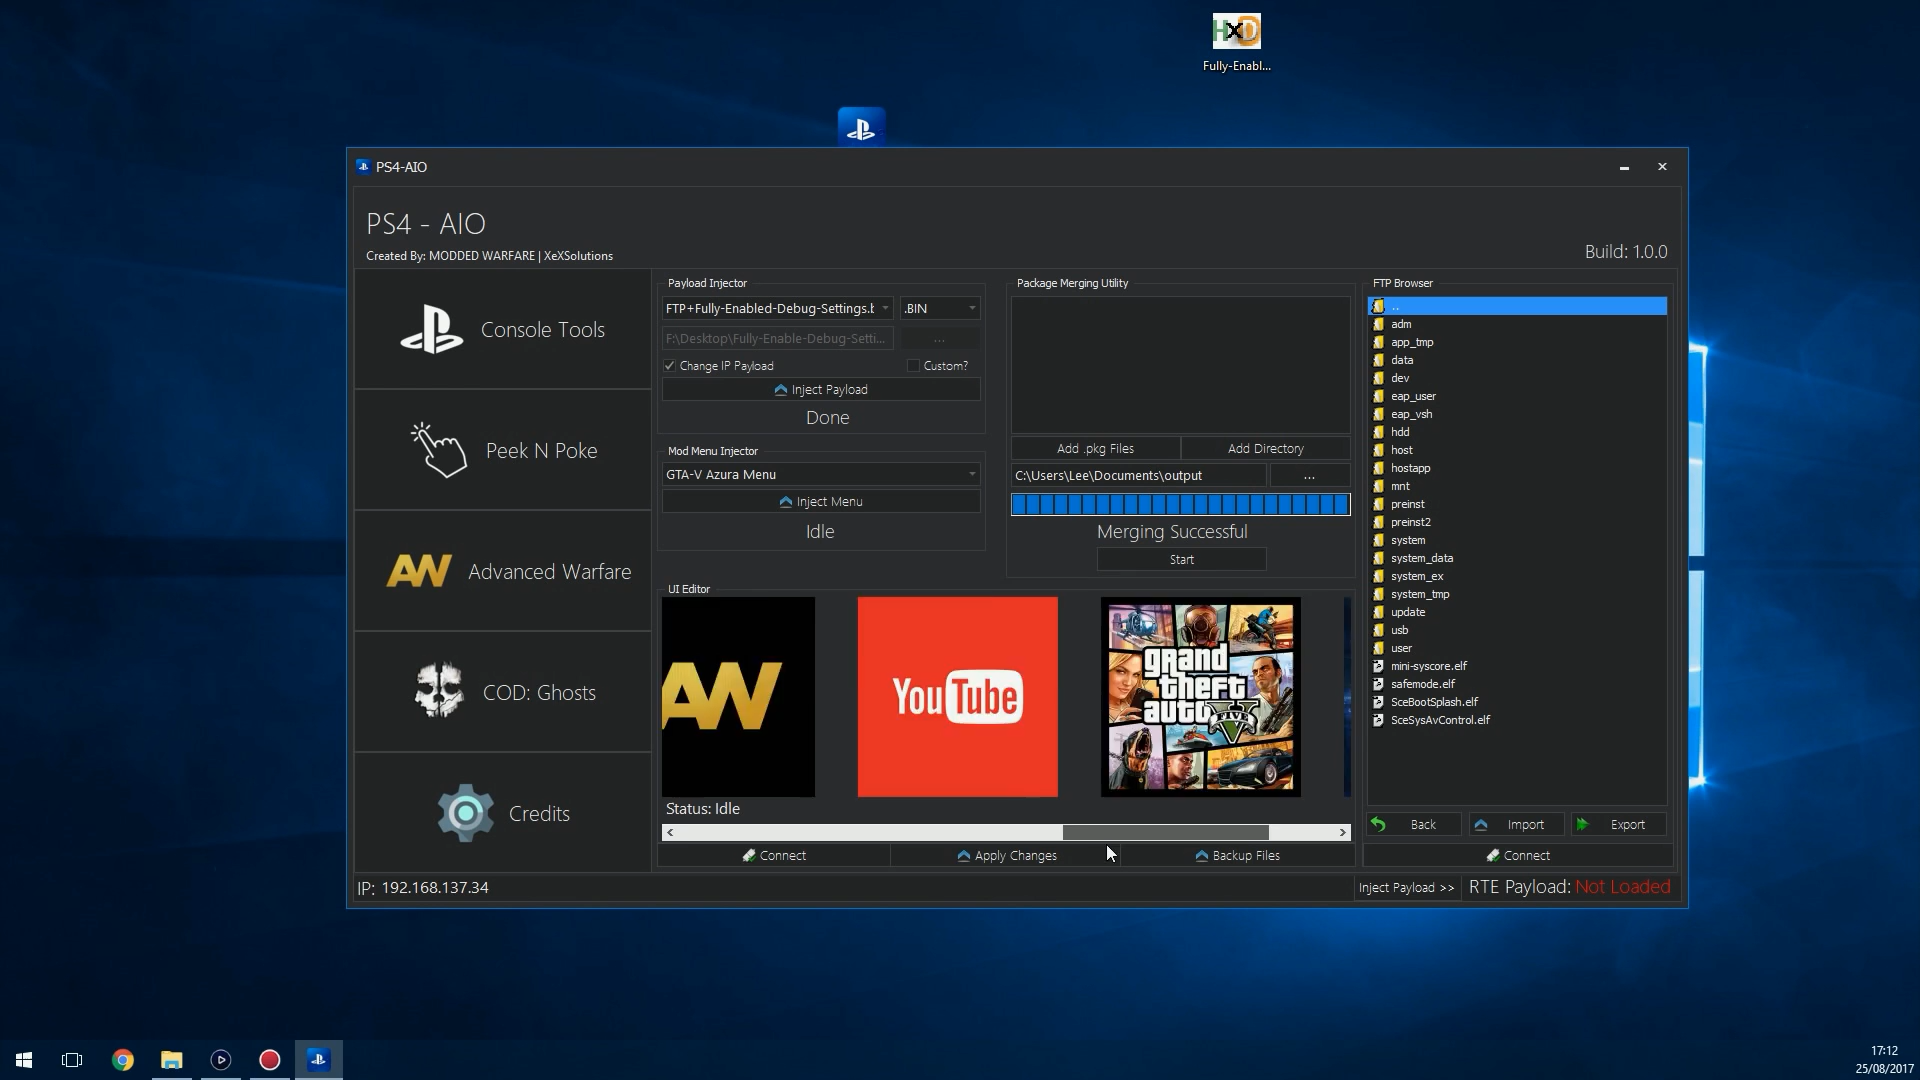 HxD
Fully-Enabl...
PS4-AIO
PS4 - AIO
Created By: MODDED WARFARE | XeXSolutions
Build: 1.0.0
Console Tools
Peek N Poke
AW
Advanced Warfare
COD: Ghosts
Credits
Payload Injector
FTP+Fully-Enabled-Debug-Settings.b
.BIN
F:\Desktop\Fully-Enable-Debug-Setti...
...
Change IP Payload
Custom?
Inject Payload
Done
Mod Menu Injector
GTA-V Azura Menu
Inject Menu
Idle
Package Merging Utility
Add .pkg Files
Add Directory
C:\Users\Lee\Documents\output
...
Merging Successful
Start
UI Editor
AW
YouTube
grand
theft
auto
FIVE
V
Status: Idle
Connect
Apply Changes
Backup Files
FTP Browser
..
adm
app_tmp
data
dev
eap_user
eap_vsh
hdd
host
hostapp
mnt
preinst
preinst2
system
system_data
system_ex
system_tmp
update
usb
user
mini-syscore.elf
safemode.elf
SceBootSplash.elf
SceSysAvControl.elf
Back
Import
Export
Connect
IP: 192.168.137.34
Inject Payload >>
RTE Payload: Not Loaded
17:12
25/08/2017